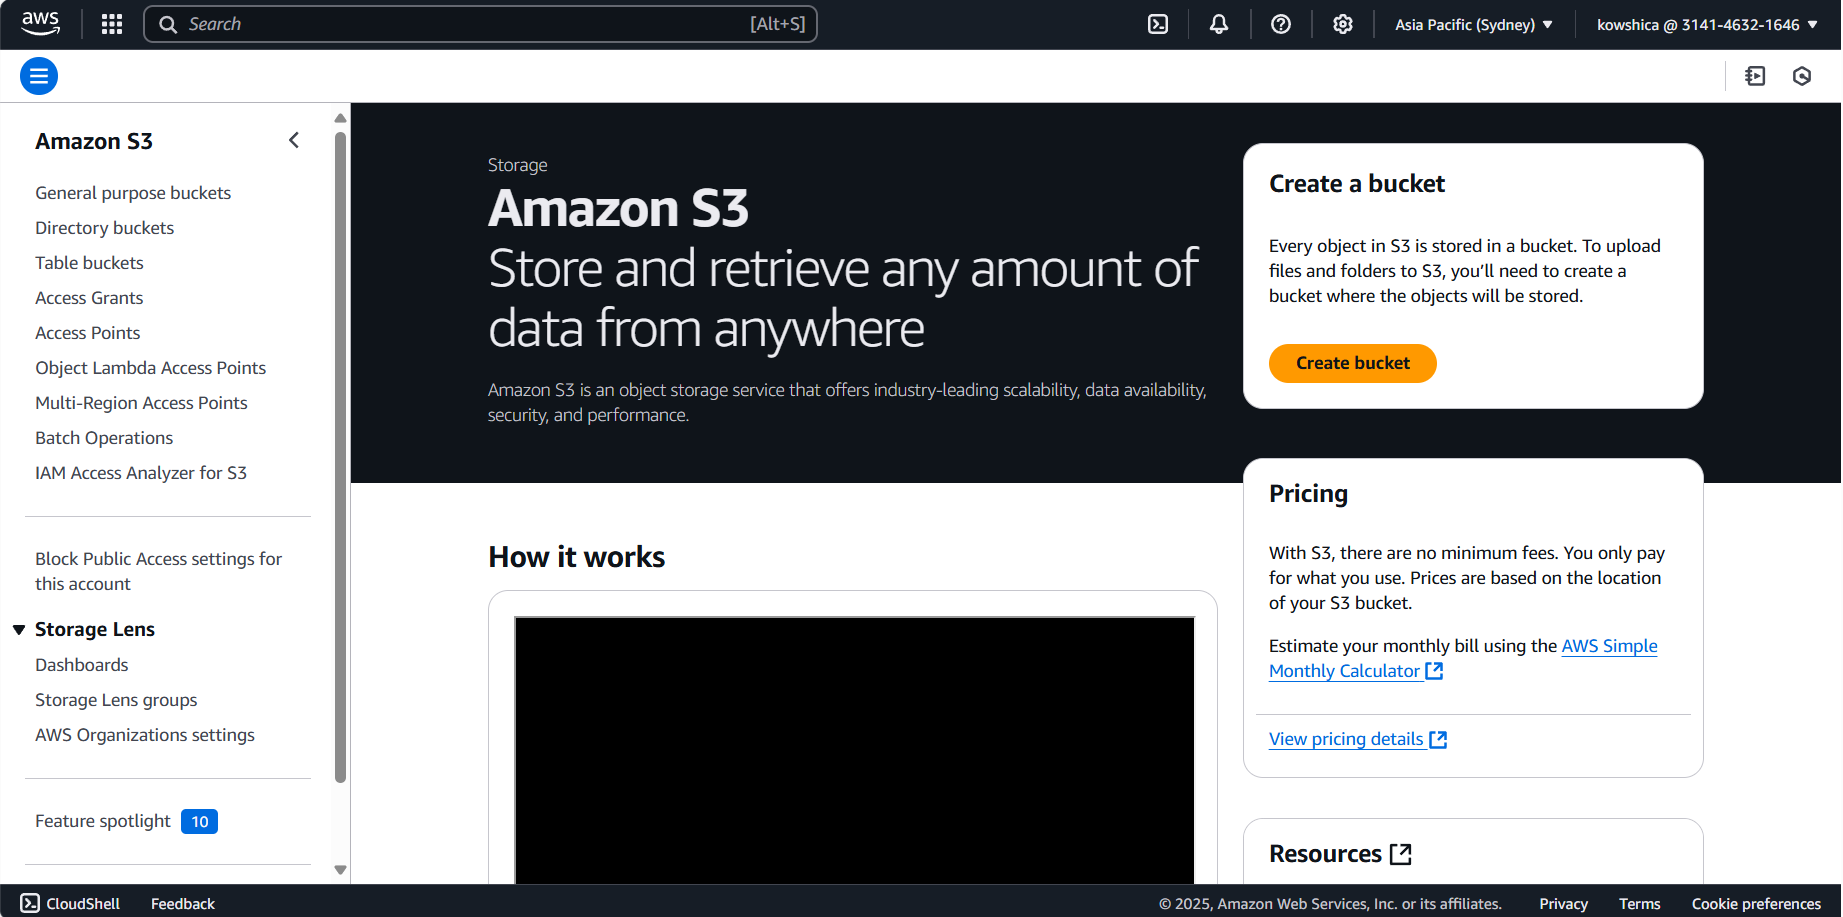 aws
Search [Alt+S]
Asia Pacific (Sydney)
kowshica @ 3141-4632-1646
Amazon S3
General purpose buckets
Directory buckets
Table buckets
Access Grants
Access Points
Object Lambda Access Points
Multi-Region Access Points
Batch Operations
IAM Access Analyzer for S3
Block Public Access settings for
this account
Storage Lens
Dashboards
Storage Lens groups
AWS Organizations settings
Feature spotlight 10
Storage
Amazon S3
Store and retrieve any amount of
data from anywhere
Amazon S3 is an object storage service that offers industry-leading scalability, data availability,
security, and performance.
How it works
Create a bucket
Every object in S3 is stored in a bucket. To upload
files and folders to S3, you’ll need to create a
bucket where the objects will be stored.
Create bucket
Pricing
With S3, there are no minimum fees. You only pay
for what you use. Prices are based on the location
of your S3 bucket.
Estimate your monthly bill using the AWS Simple
Monthly Calculator
View pricing details
Resources
CloudShell
Feedback
© 2025, Amazon Web Services, Inc. or its affiliates.
Privacy
Terms
Cookie preferences